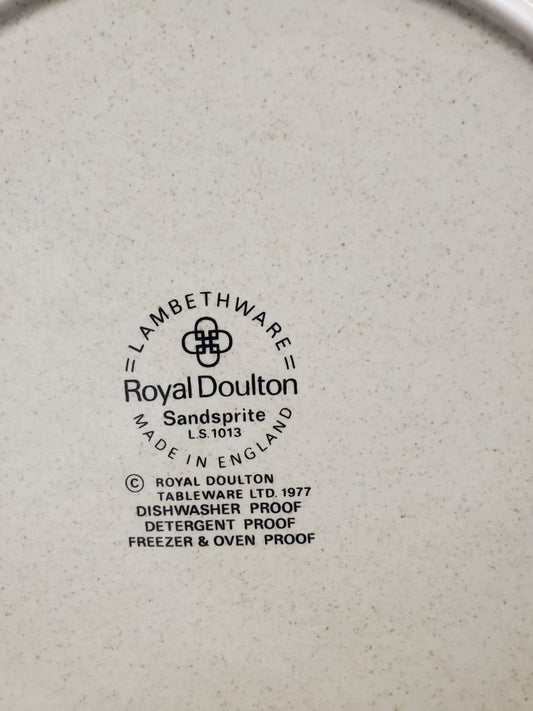 =LAMBETHWARE=
Royal Doulton
Sandsprite
L.S.1013
MADE IN ENGLAND
© ROYAL DOULTON
TABLEWARE LTD. 1977
DISHWASHER PROOF
DETERGENT PROOF
FREEZER & OVEN PROOF